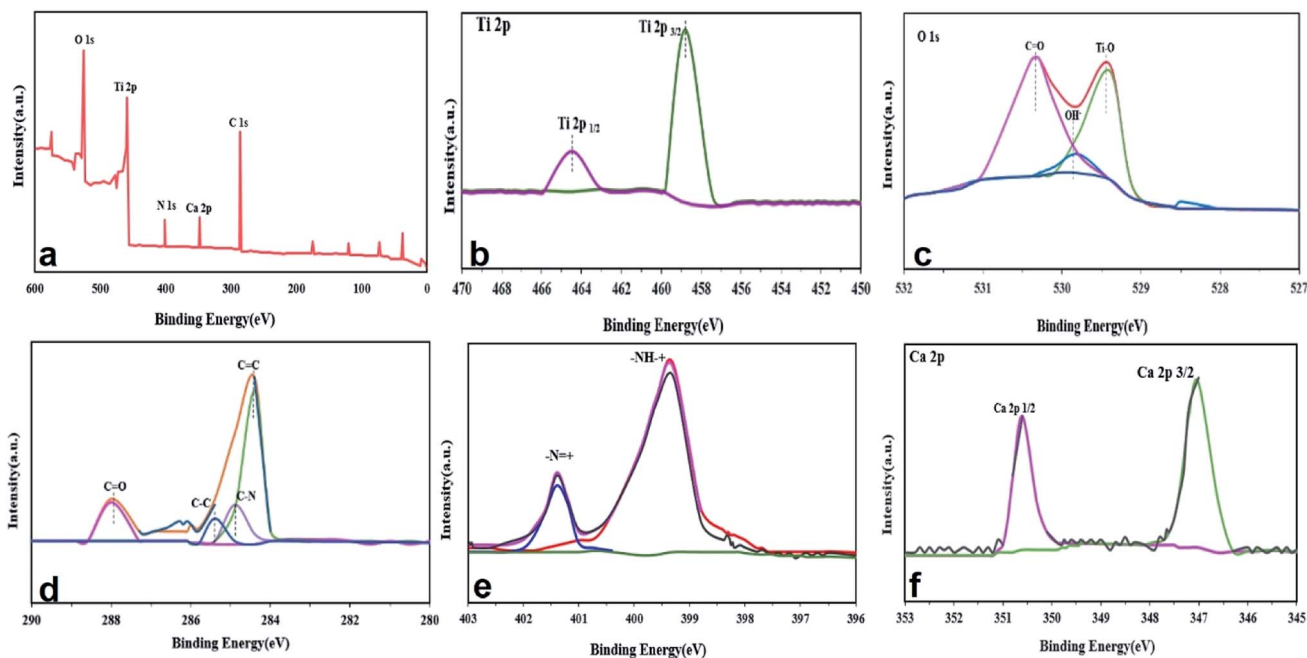 O 1s
Ti 2p
C 1s
N 1s
Ca 2p
Intensity(a.u.)
a
600 500 400 300 200 100 0
Binding Energy(eV)
Ti 2p
Ti 2p 3/2
Ti 2p 1/2
Intensity(a.u.)
b
470 468 466 464 462 460 458 456 454 452 450
Binding Energy(eV)
O 1s
C=O
Ti-O
OH-
Intensity(a.u.)
c
532 531 530 529 528 527
Binding Energy(eV)
C=C
C=O
C-C
C-N
Intensity(a.u.)
d
290 288 286 284 282 280
Binding Energy(eV)
-NH-+
-N=+
Intensity(a.u.)
e
403 402 401 400 399 398 397 396
Binding Energy(eV)
Ca 2p
Ca 2p 3/2
Ca 2p 1/2
Intensity(a.u.)
f
353 352 351 350 349 348 347 346 345
Binding Energy(eV)